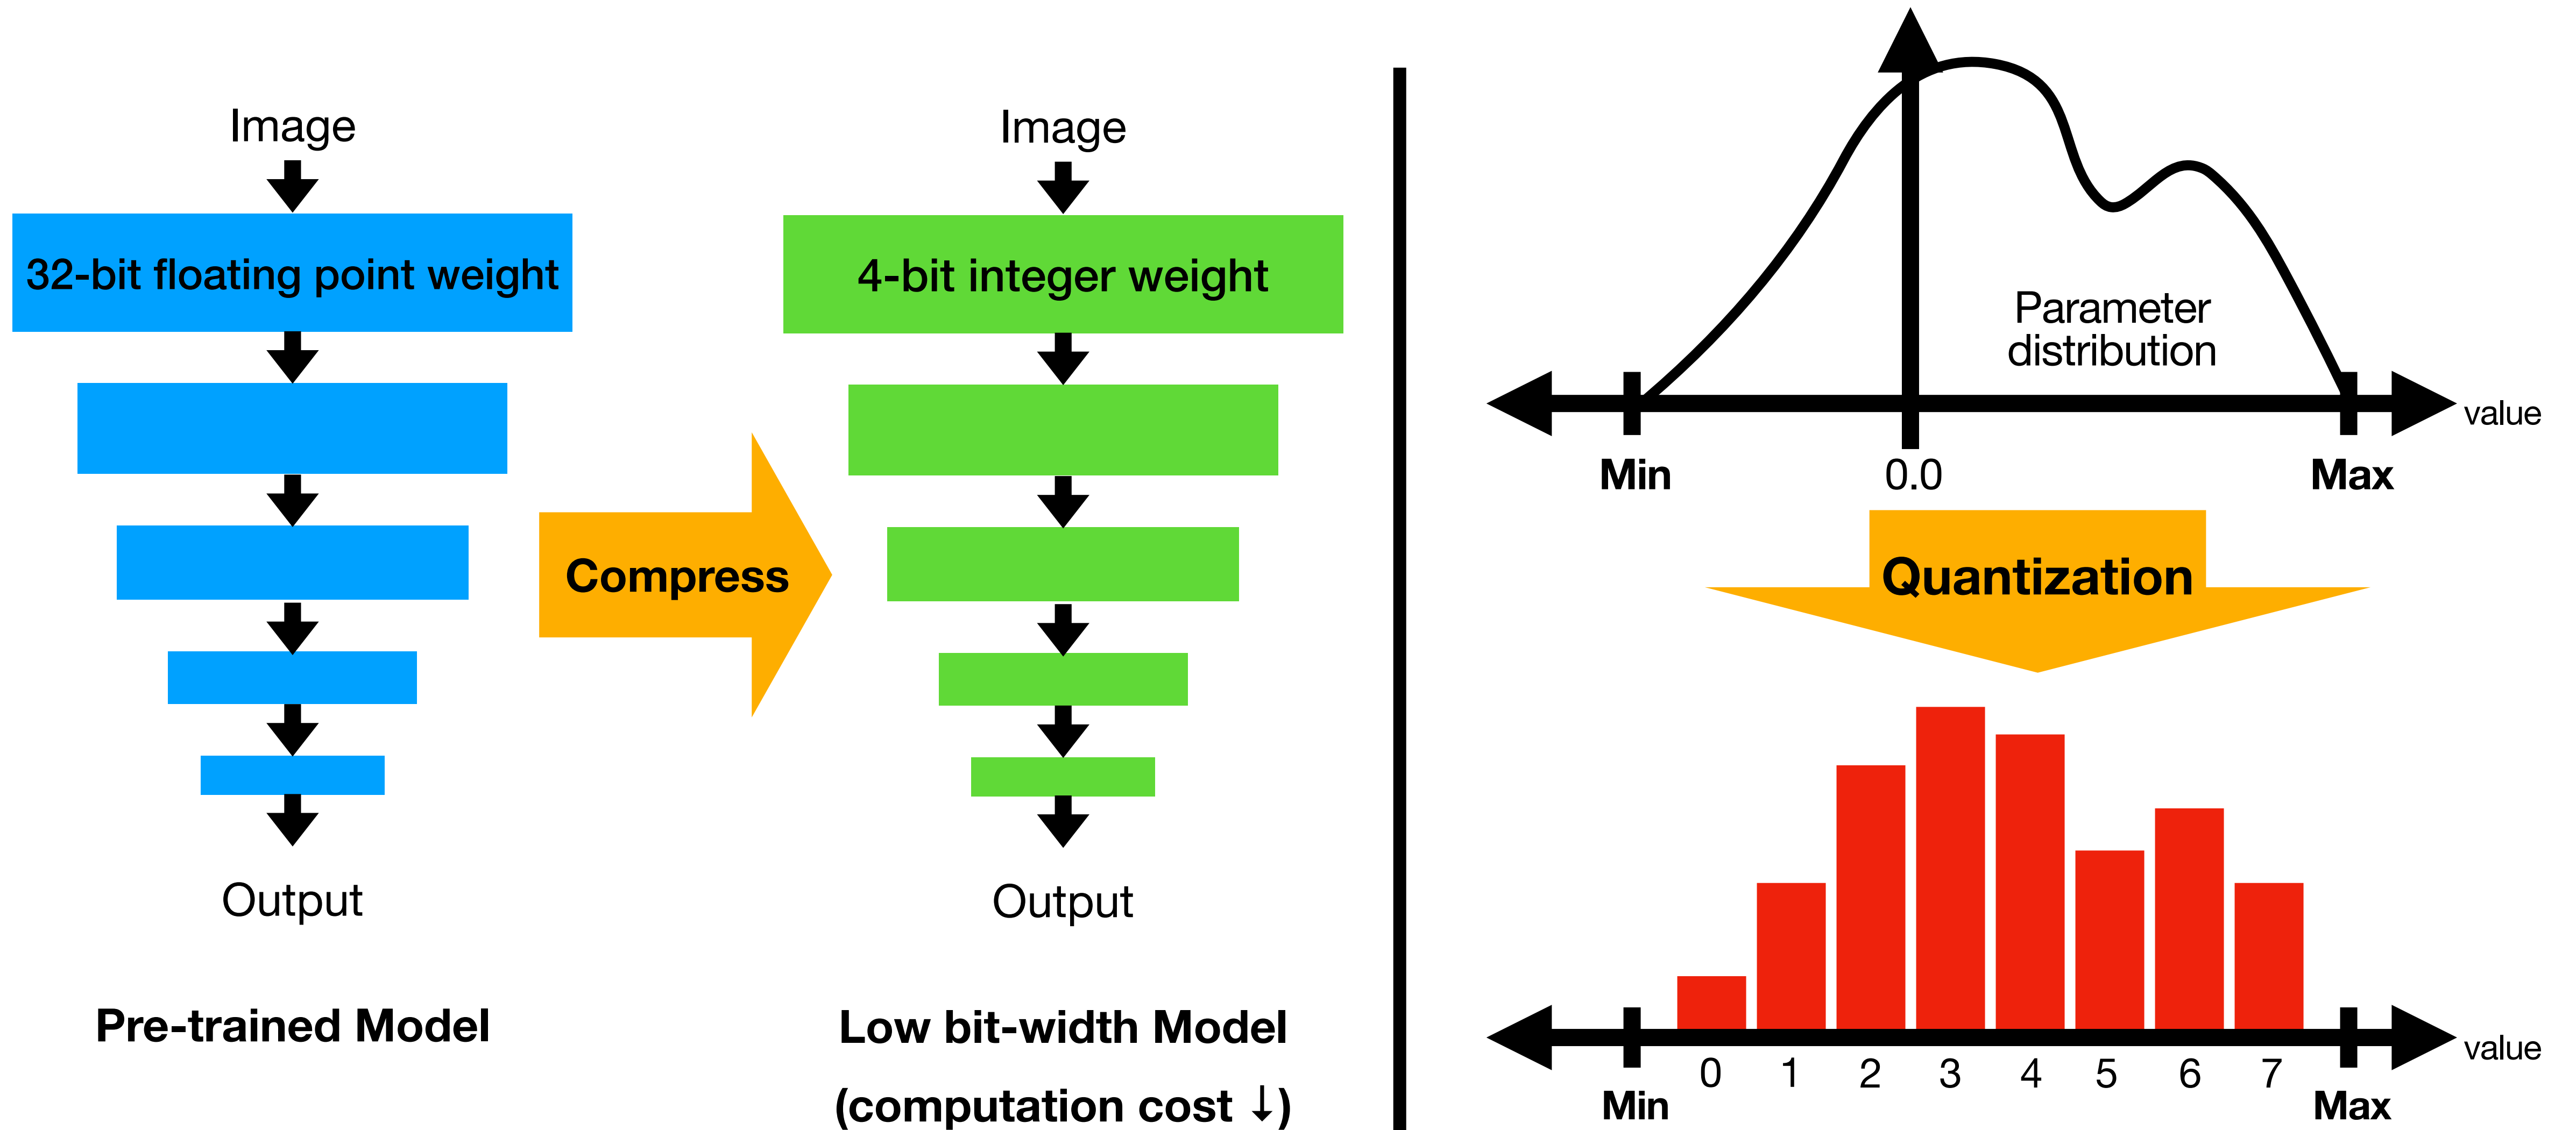 Image
32-bit floating point weight
Output
Pre-trained Model
Compress
Image
4-bit integer weight
Output
Low bit-width Model
(computation cost ↓)
Parameter
distribution
value
Min
0.0
Max
Quantization
value
0 1 2 3 4 5 6 7
Min
Max